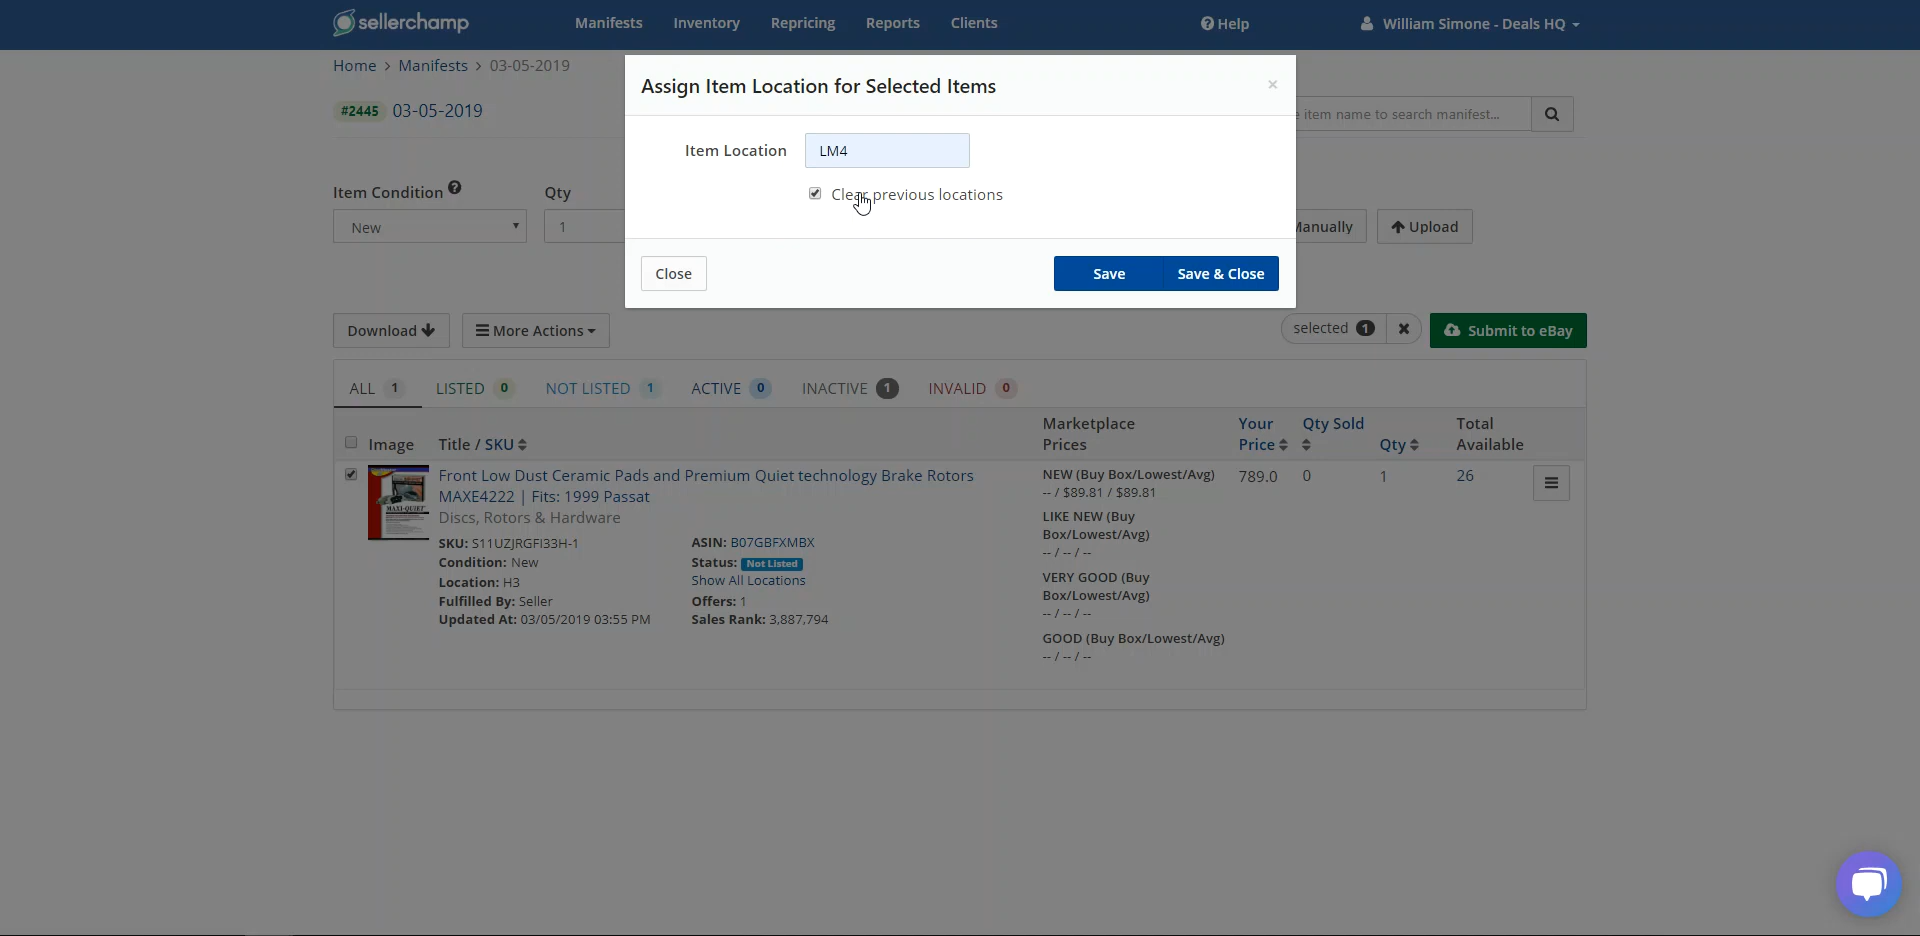 sellerchamp
Manifests
Inventory
Repricing
Reports
Clients
Help
William Simone - Deals HQ
Home > Manifests > 03-05-2019
#2445 03-05-2019
Assign Item Location for Selected Items
×
item name to search manifest...
Item Location
LM4
Clear previous locations
Item Condition
Qty
New
1
Manually
Upload
Close
Save
Save & Close
Download
More Actions
selected 1
Submit to eBay
ALL 1
LISTED 0
NOT LISTED 1
ACTIVE 0
INACTIVE 1
INVALID 0
Image
Title / SKU
Marketplace
Prices
Your
Price
Qty Sold
Qty
Total
Available
Front Low Dust Ceramic Pads and Premium Quiet technology Brake Rotors
MAXE4222 | Fits: 1999 Passat
Discs, Rotors & Hardware
SKU: S11UZJRGFI33H-1
Condition: New
Location: H3
Fulfilled By: Seller
Updated At: 03/05/2019 03:55 PM
ASIN: B07GBFXMBX
Status: Not Listed
Show All Locations
Offers: 1
Sales Rank: 3,887,794
NEW (Buy Box/Lowest/Avg)
-- / $89.81 / $89.81
LIKE NEW (Buy
Box/Lowest/Avg)
-- / -- / --
VERY GOOD (Buy
Box/Lowest/Avg)
-- / -- / --
GOOD (Buy Box/Lowest/Avg)
-- / -- / --
789.0
0
1
26
MAXI-QUIET